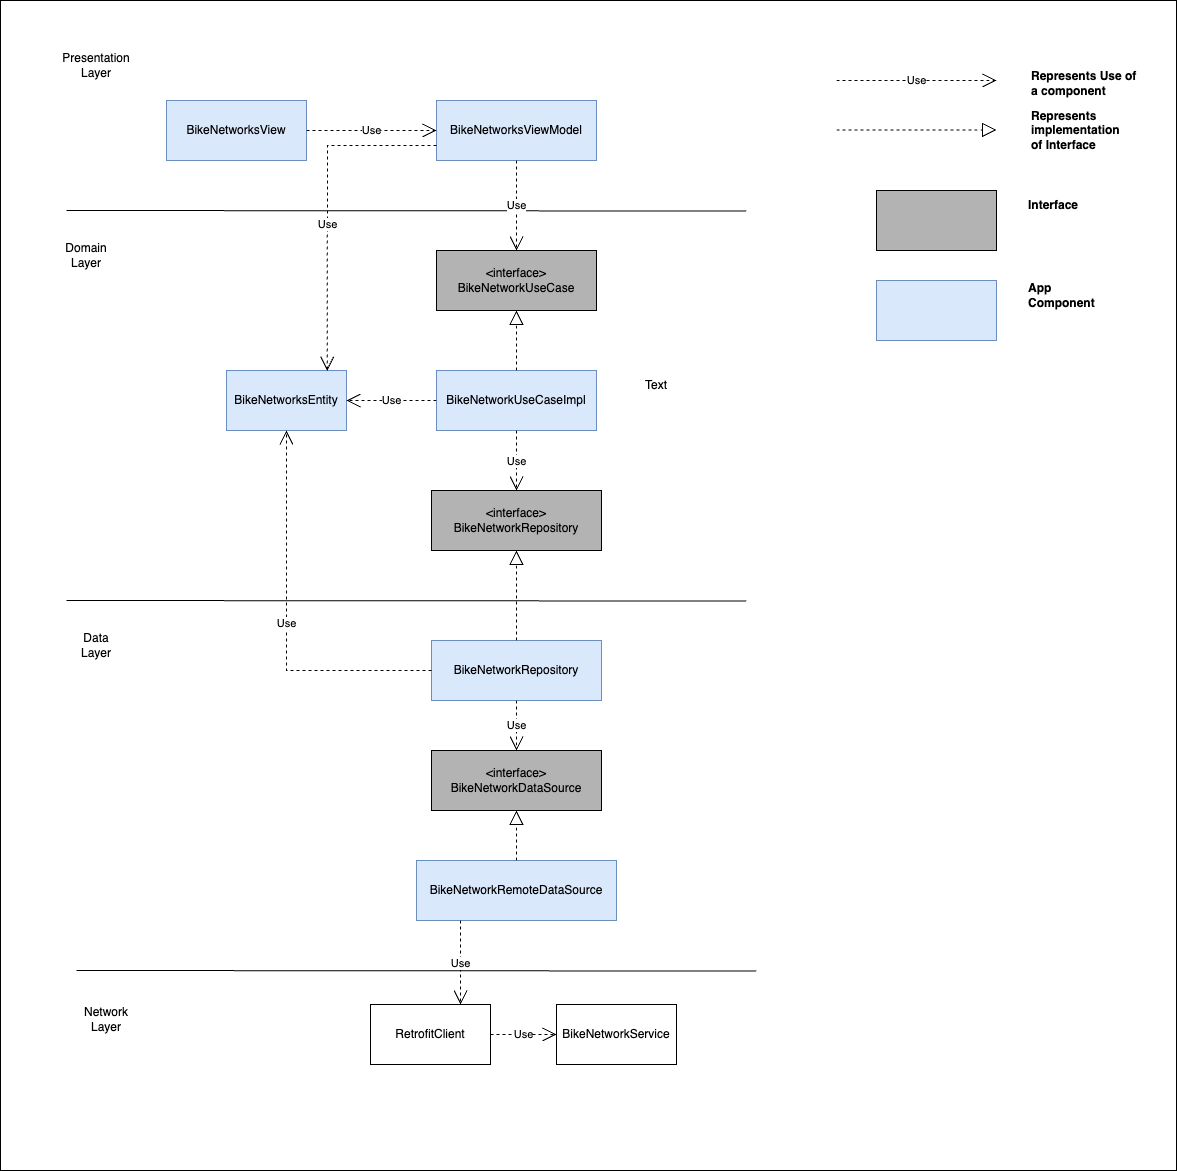 Presentation
Layer
BikeNetworksView
Use
BikeNetworksViewModel
Use
Represents Use of
a component
Represents
implementation
of Interface
Use
Use
Interface
Domain
Layer
<interface>
BikeNetworkUseCase
App
Component
BikeNetworksEntity
Use
BikeNetworkUseCaseImpl
Text
Use
<interface>
BikeNetworkRepository
Use
Data
Layer
BikeNetworkRepository
Use
<interface>
BikeNetworkDataSource
BikeNetworkRemoteDataSource
Use
Network
Layer
RetrofitClient
Use
BikeNetworkService